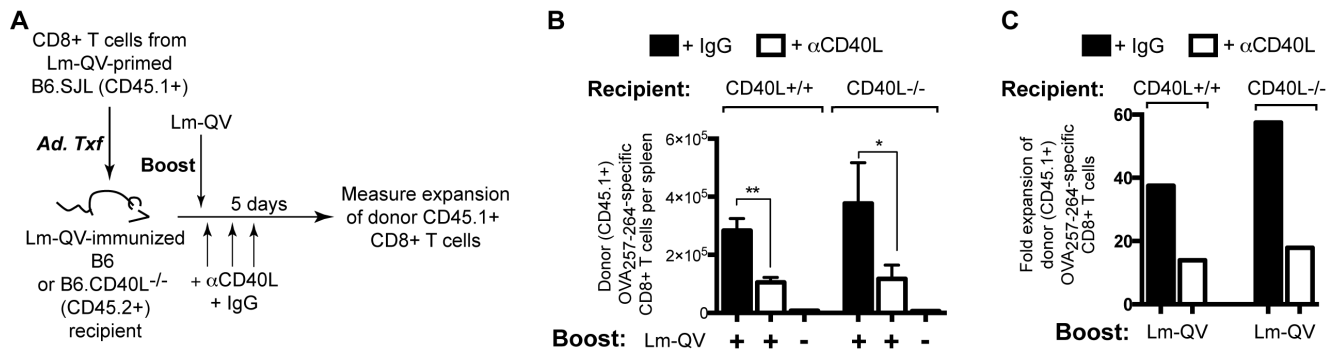 A
CD8+ T cells from
Lm-QV-primed
B6.SJL (CD45.1+)
Ad. Txf
Lm-QV
Boost
5 days
Measure expansion
of donor CD45.1+
CD8+ T cells
Lm-QV-immunized
B6
or B6.CD40L-/-
(CD45.2+)
recipient
+ αCD40L
+ IgG
B
+ IgG
+ αCD40L
Recipient: CD40L+/+ CD40L-/-
Donor (CD45.1+)
OVA257-264-specific
CD8+ T cells per spleen
6×10⁵
4×10⁵
2×10⁵
0
**
*
Boost: Lm-QV + + - + + -
C
+ IgG
+ αCD40L
Recipient: CD40L+/+ CD40L-/-
Fold expansion of
donor (CD45.1+)
OVA257-264-specific
CD8+ T cells
60
40
20
0
Boost: Lm-QV Lm-QV